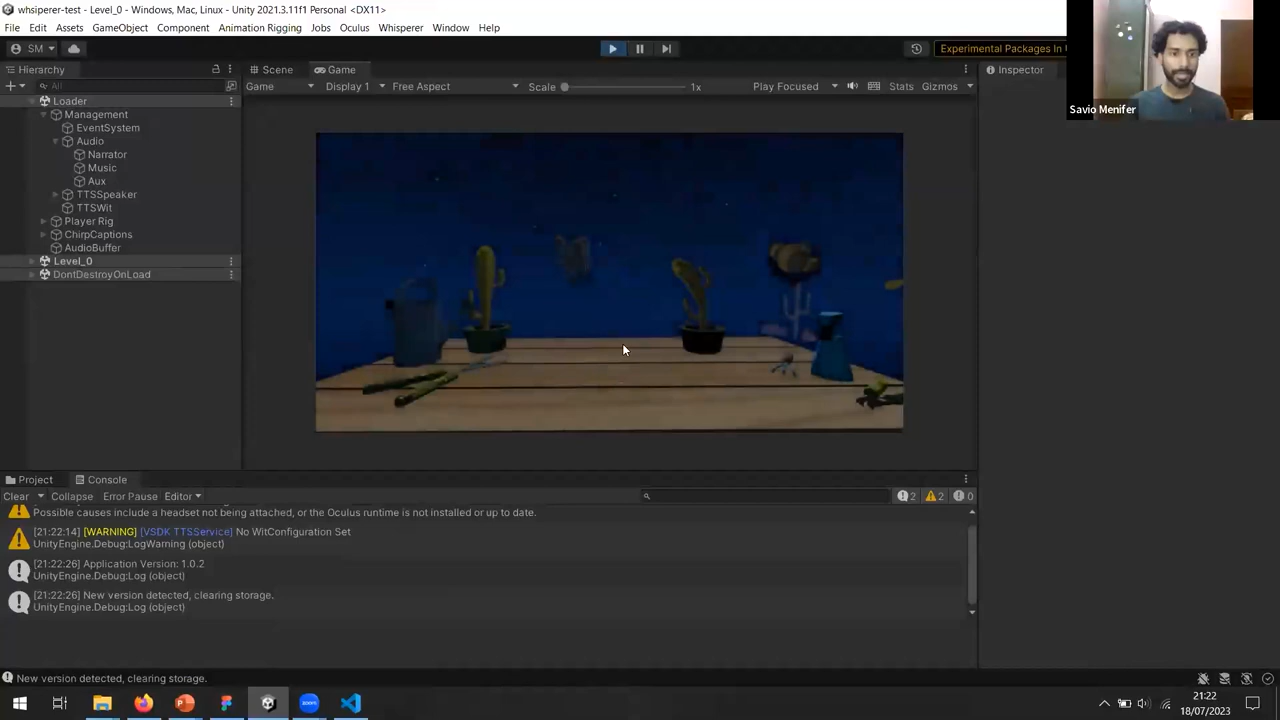 whsiperer-test - Level_0 - Windows, Mac, Linux - Unity 2021.3.11f1 Personal <DX11>
File Edit Assets GameObject Component Animation Rigging Jobs Oculus Whisperer Window Help
SM
Experimental Packages In
Savio Menifer
Hierarchy
Scene Game
Inspector
All
Game Display 1 Free Aspect Scale 1x Play Focused Stats Gizmos
Loader
Management
EventSystem
Audio
Narrator
Music
Aux
TTSSpeaker
TTSWit
Player Rig
ChirpCaptions
AudioBuffer
Level_0
DontDestroyOnLoad
Project Console
Clear Collapse Error Pause Editor
2 2 0
Possible causes include a headset not being attached, or the Oculus runtime is not installed or up to date.
[21:22:14] [WARNING] [VSDK TTSService] No WitConfiguration Set
UnityEngine.Debug:LogWarning (object)
[21:22:26] Application Version: 1.0.2
UnityEngine.Debug:Log (object)
[21:22:26] New version detected, clearing storage.
UnityEngine.Debug:Log (object)
New version detected, clearing storage.
zoom
21:22
18/07/2023